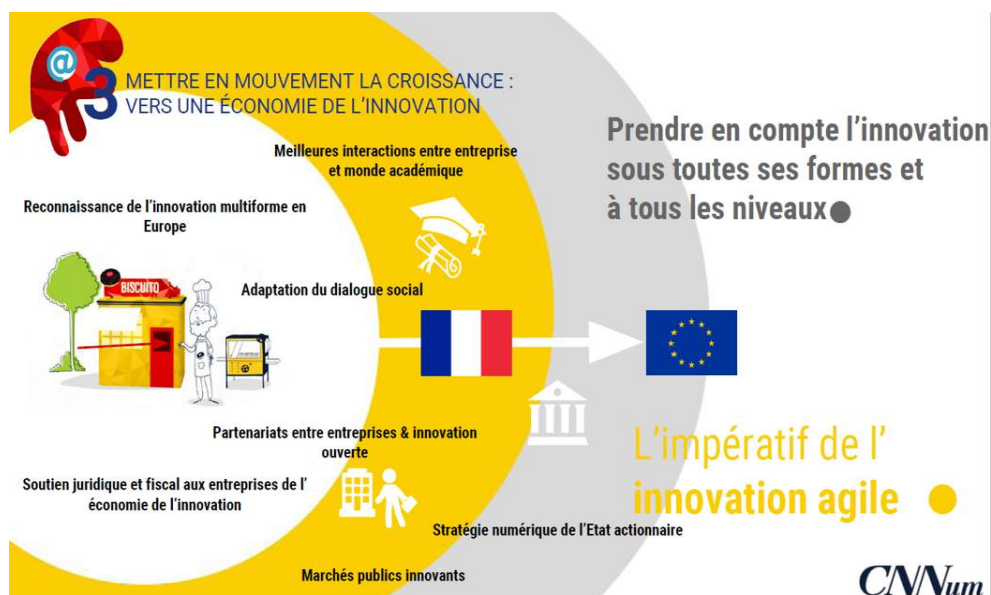 @
3 METTRE EN MOUVEMENT LA CROISSANCE :
VERS UNE ÉCONOMIE DE L'INNOVATION
Meilleures interactions entre entreprise
et monde académique
Prendre en compte l'innovation
sous toutes ses formes et
à tous les niveaux
Reconnaissance de l'innovation multiforme en
Europe
BISCUITO
Adaptation du dialogue social
Partenariats entre entreprises & innovation
ouverte
L'impératif de l'
innovation agile
Soutien juridique et fiscal aux entreprises de l'
économie de l'innovation
Stratégie numérique de l'Etat actionnaire
Marchés publics innovants
CNNum